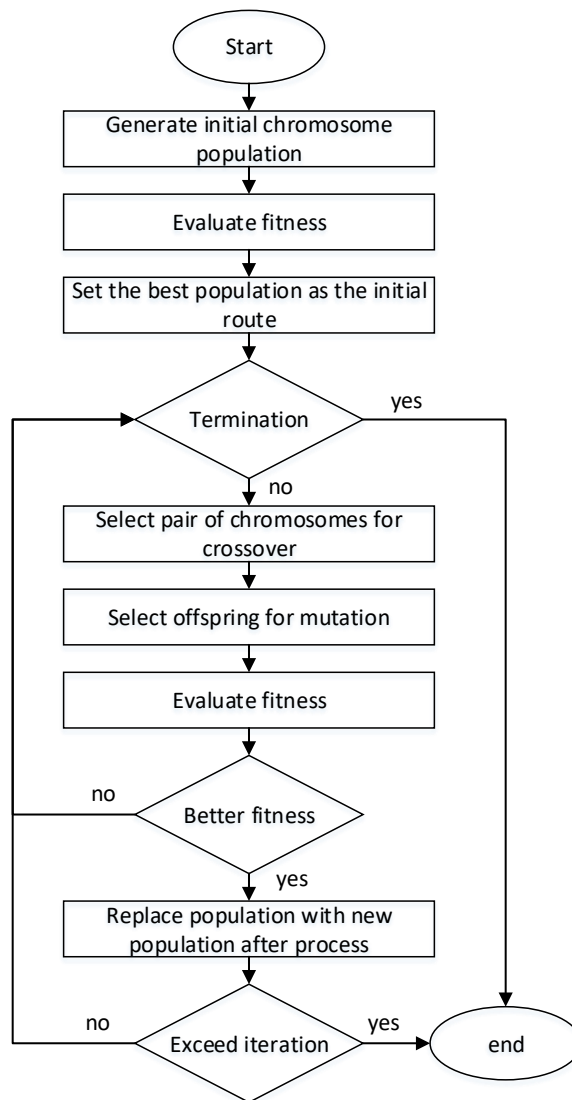 Start
Generate initial chromosome
population
Evaluate fitness
Set the best population as the initial
route
Termination
yes
no
Select pair of chromosomes for
crossover
Select offspring for mutation
Evaluate fitness
no
Better fitness
yes
Replace population with new
population after process
no
Exceed iteration
yes
end